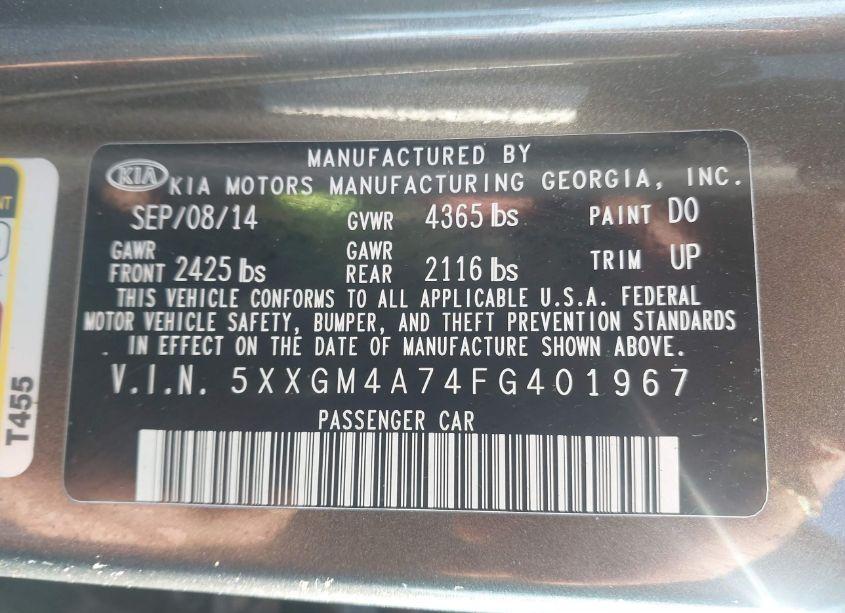 MANUFACTURED BY
KIA KIA MOTORS MANUFACTURING GEORGIA, INC.
SEP/08/14 GVWR 4365 lbs PAINT DO
GAWR FRONT 2425 lbs GAWR REAR 2116 lbs TRIM UP
THIS VEHICLE CONFORMS TO ALL APPLICABLE U.S.A. FEDERAL
MOTOR VEHICLE SAFETY, BUMPER, AND THEFT PREVENTION STANDARDS
IN EFFECT ON THE DATE OF MANUFACTURE SHOWN ABOVE.
V.I.N. 5XXGM4A74FG401967
PASSENGER CAR
T455